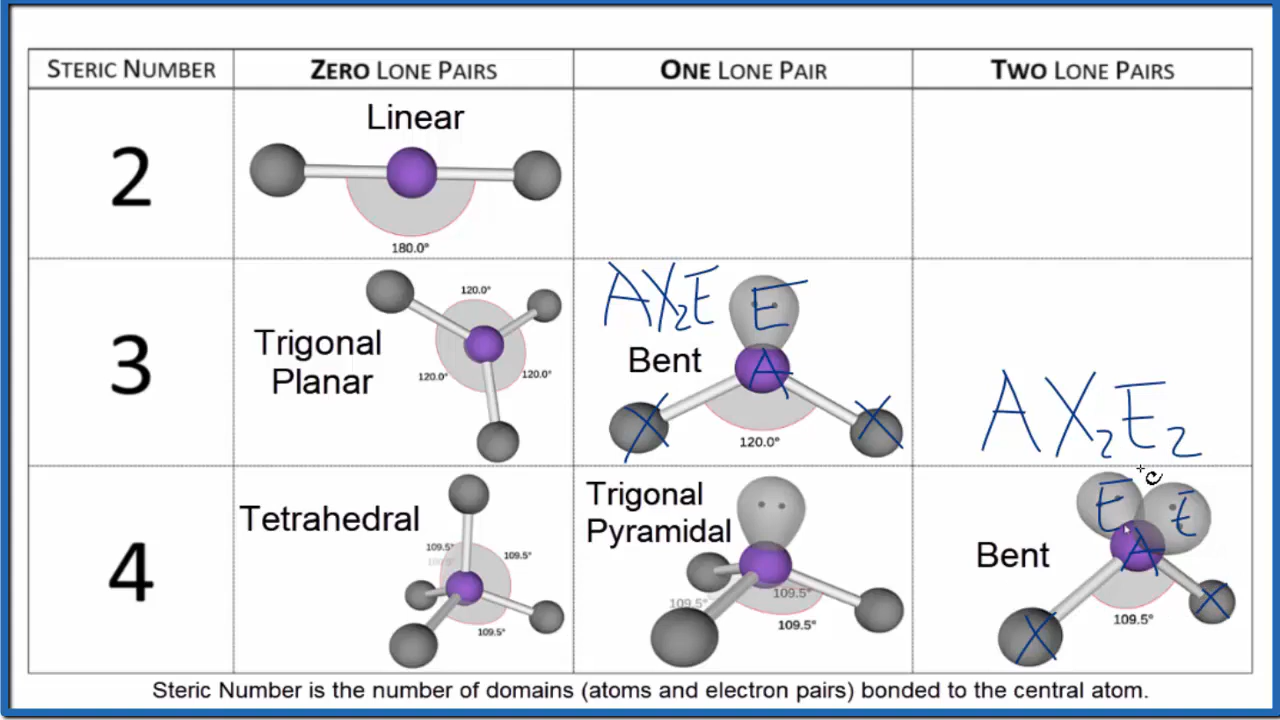 STERIC NUMBER
ZERO LONE PAIRS
ONE LONE PAIR
TWO LONE PAIRS
2
Linear
180.0°
3
Trigonal
Planar
120.0°
120.0°
120.0°
AX₂E
E
Bent
A
X
X
120.0°
AX₂E₂
4
Tetrahedral
109.5°
109.5°
109.5°
Trigonal
Pyramidal
109.5°
109.5°
109.5°
Bent
E
E
A
X
X
109.5°
Steric Number is the number of domains (atoms and electron pairs) bonded to the central atom.